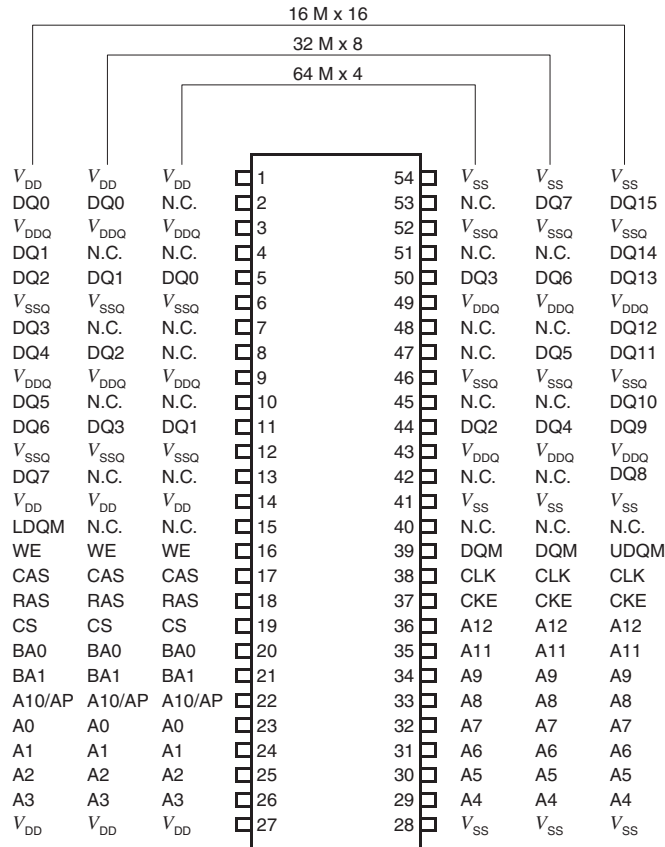 16 M x 16
32 M x 8
64 M x 4
VDD VDD VDD 1 54 VSS VSS VSS
DQ0 DQ0 N.C. 2 53 N.C. DQ7 DQ15
VDDQ VDDQ VDDQ 3 52 VSSQ VSSQ VSSQ
DQ1 N.C. N.C. 4 51 N.C. N.C. DQ14
DQ2 DQ1 DQ0 5 50 DQ3 DQ6 DQ13
VSSQ VSSQ VSSQ 6 49 VDDQ VDDQ VDDQ
DQ3 N.C. N.C. 7 48 N.C. N.C. DQ12
DQ4 DQ2 N.C. 8 47 N.C. DQ5 DQ11
VDDQ VDDQ VDDQ 9 46 VSSQ VSSQ VSSQ
DQ5 N.C. N.C. 10 45 N.C. N.C. DQ10
DQ6 DQ3 DQ1 11 44 DQ2 DQ4 DQ9
VSSQ VSSQ VSSQ 12 43 VDDQ VDDQ VDDQ
DQ7 N.C. N.C. 13 42 N.C. N.C. DQ8
VDD VDD VDD 14 41 VSS VSS VSS
LDQM N.C. N.C. 15 40 N.C. N.C. N.C.
WE WE WE 16 39 DQM DQM UDQM
CAS CAS CAS 17 38 CLK CLK CLK
RAS RAS RAS 18 37 CKE CKE CKE
CS CS CS 19 36 A12 A12 A12
BA0 BA0 BA0 20 35 A11 A11 A11
BA1 BA1 BA1 21 34 A9 A9 A9
A10/AP A10/AP A10/AP 22 33 A8 A8 A8
A0 A0 A0 23 32 A7 A7 A7
A1 A1 A1 24 31 A6 A6 A6
A2 A2 A2 25 30 A5 A5 A5
A3 A3 A3 26 29 A4 A4 A4
VDD VDD VDD 27 28 VSS VSS VSS